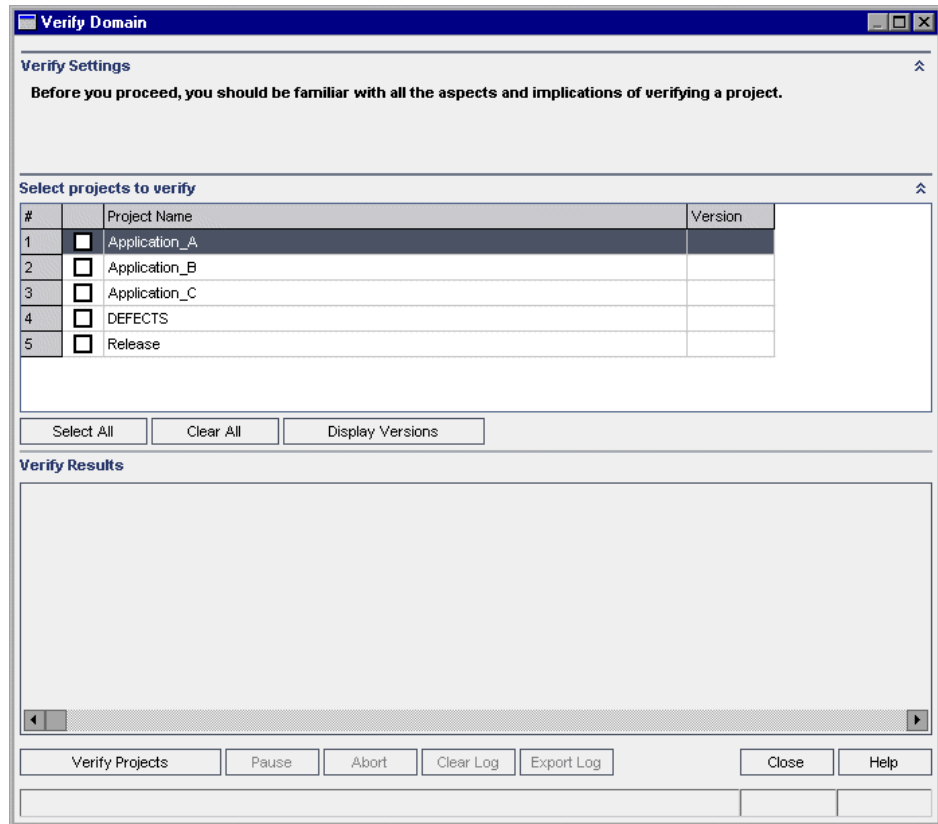 Verify Domain
Verify Settings
Before you proceed, you should be familiar with all the aspects and implications of verifying a project.
Select projects to verify
# Project Name Version
1 Application_A
2 Application_B
3 Application_C
4 DEFECTS
5 Release
Select All Clear All Display Versions
Verify Results
Verify Projects Pause Abort Clear Log Export Log Close Help